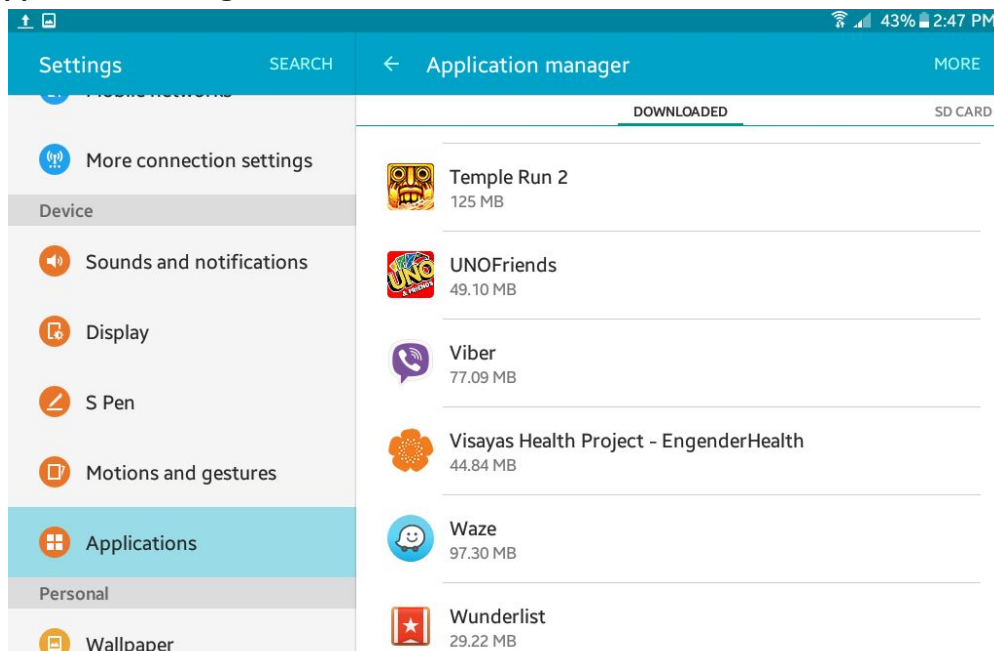 43% 2:47 PM
Settings
SEARCH
More connection settings
Device
Sounds and notifications
Display
S Pen
Motions and gestures
Applications
Personal
Wallpaper
← Application manager
MORE
DOWNLOADED
SD CARD
Temple Run 2
125 MB
UNO
& FRIENDS
UNOFriends
49.10 MB
Viber
77.09 MB
Visayas Health Project - EngenderHealth
44.84 MB
Waze
97.30 MB
Wunderlist
29.22 MB